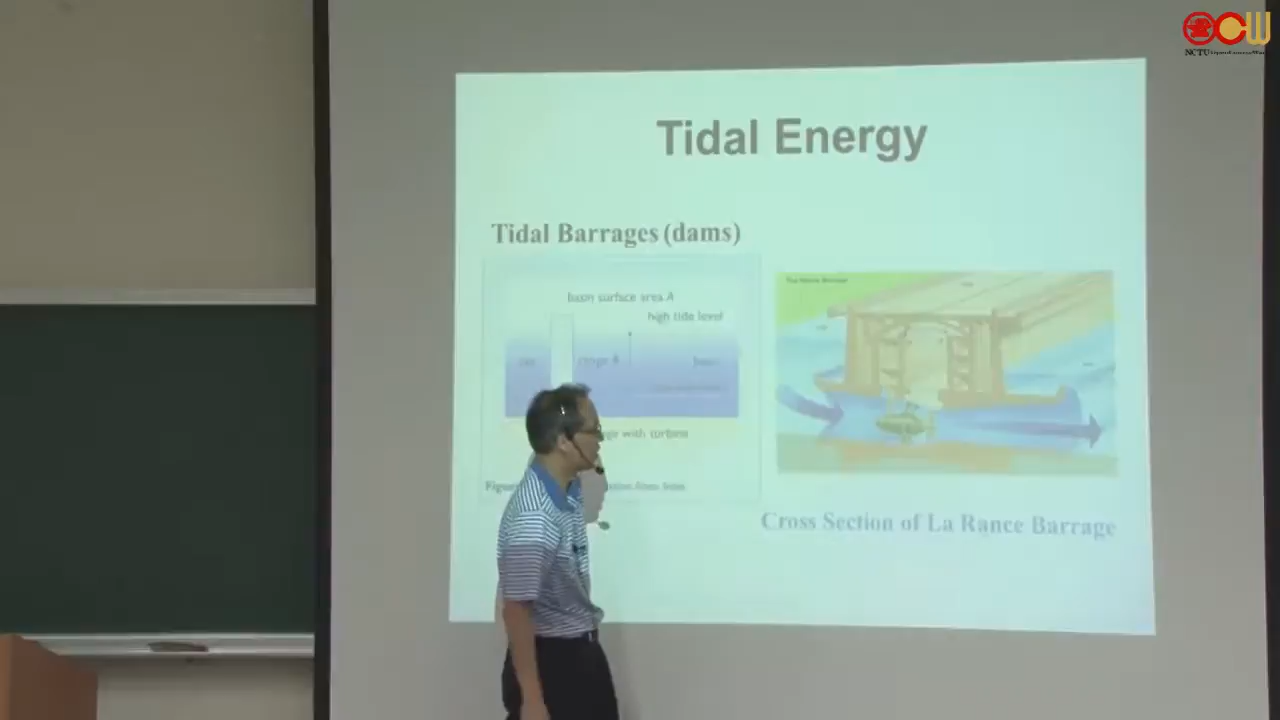 Tidal Energy
Tidal Barrages (dams)
basin surface area A
high tide level
range R
with turbine
Cross Section of La Rance Barrage
NCTU